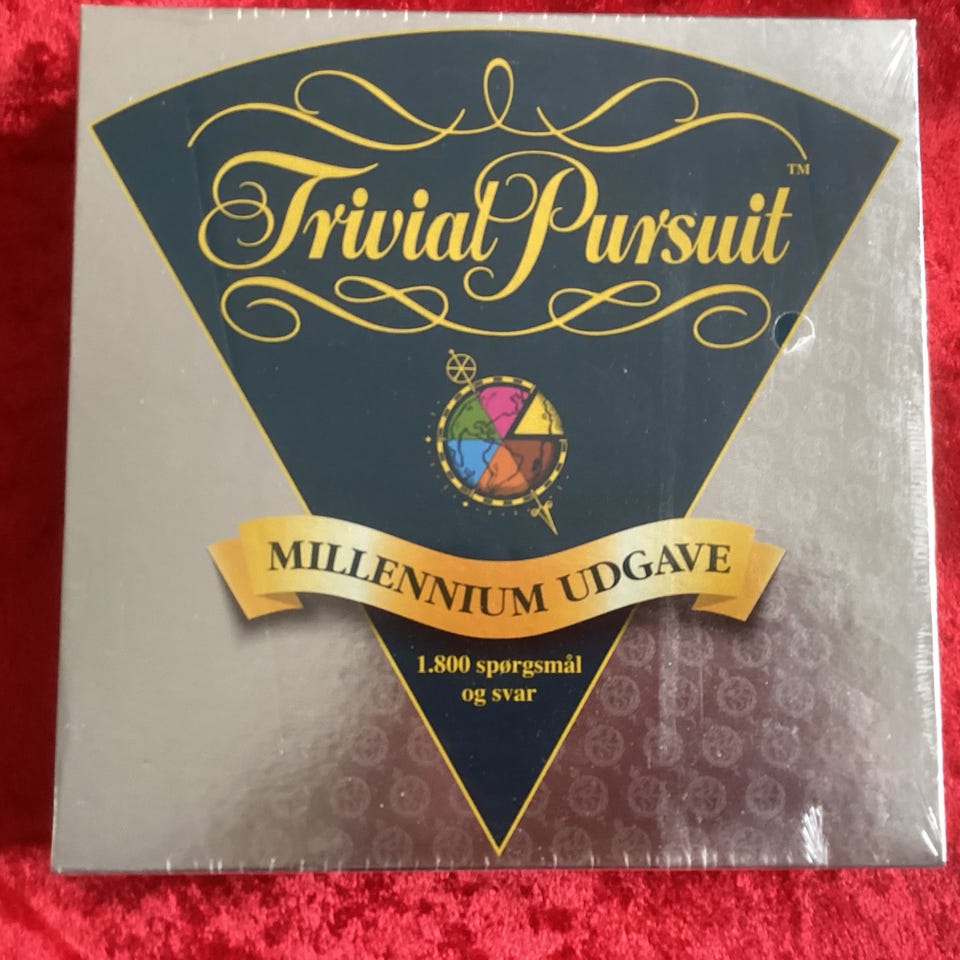 Trivial Pursuit™
MILLENNIUM UDGAVE
1.800 spørgsmål
og svar